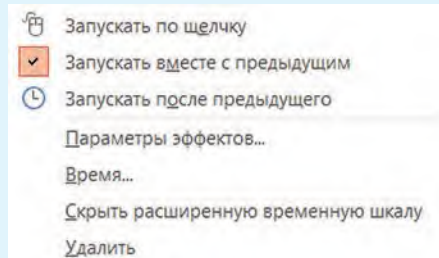 Запускать по щелчку
Запускать вместе с предыдущим
Запускать после предыдущего
Параметры эффектов...
Время...
Скрыть расширенную временную шкалу
Удалить